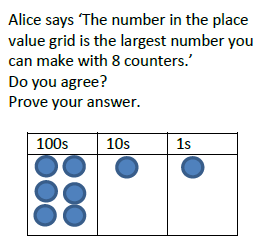 Alice says ‘The number in the place
value grid is the largest number you
can make with 8 counters.’
Do you agree?
Prove your answer.
100s 10s 1s